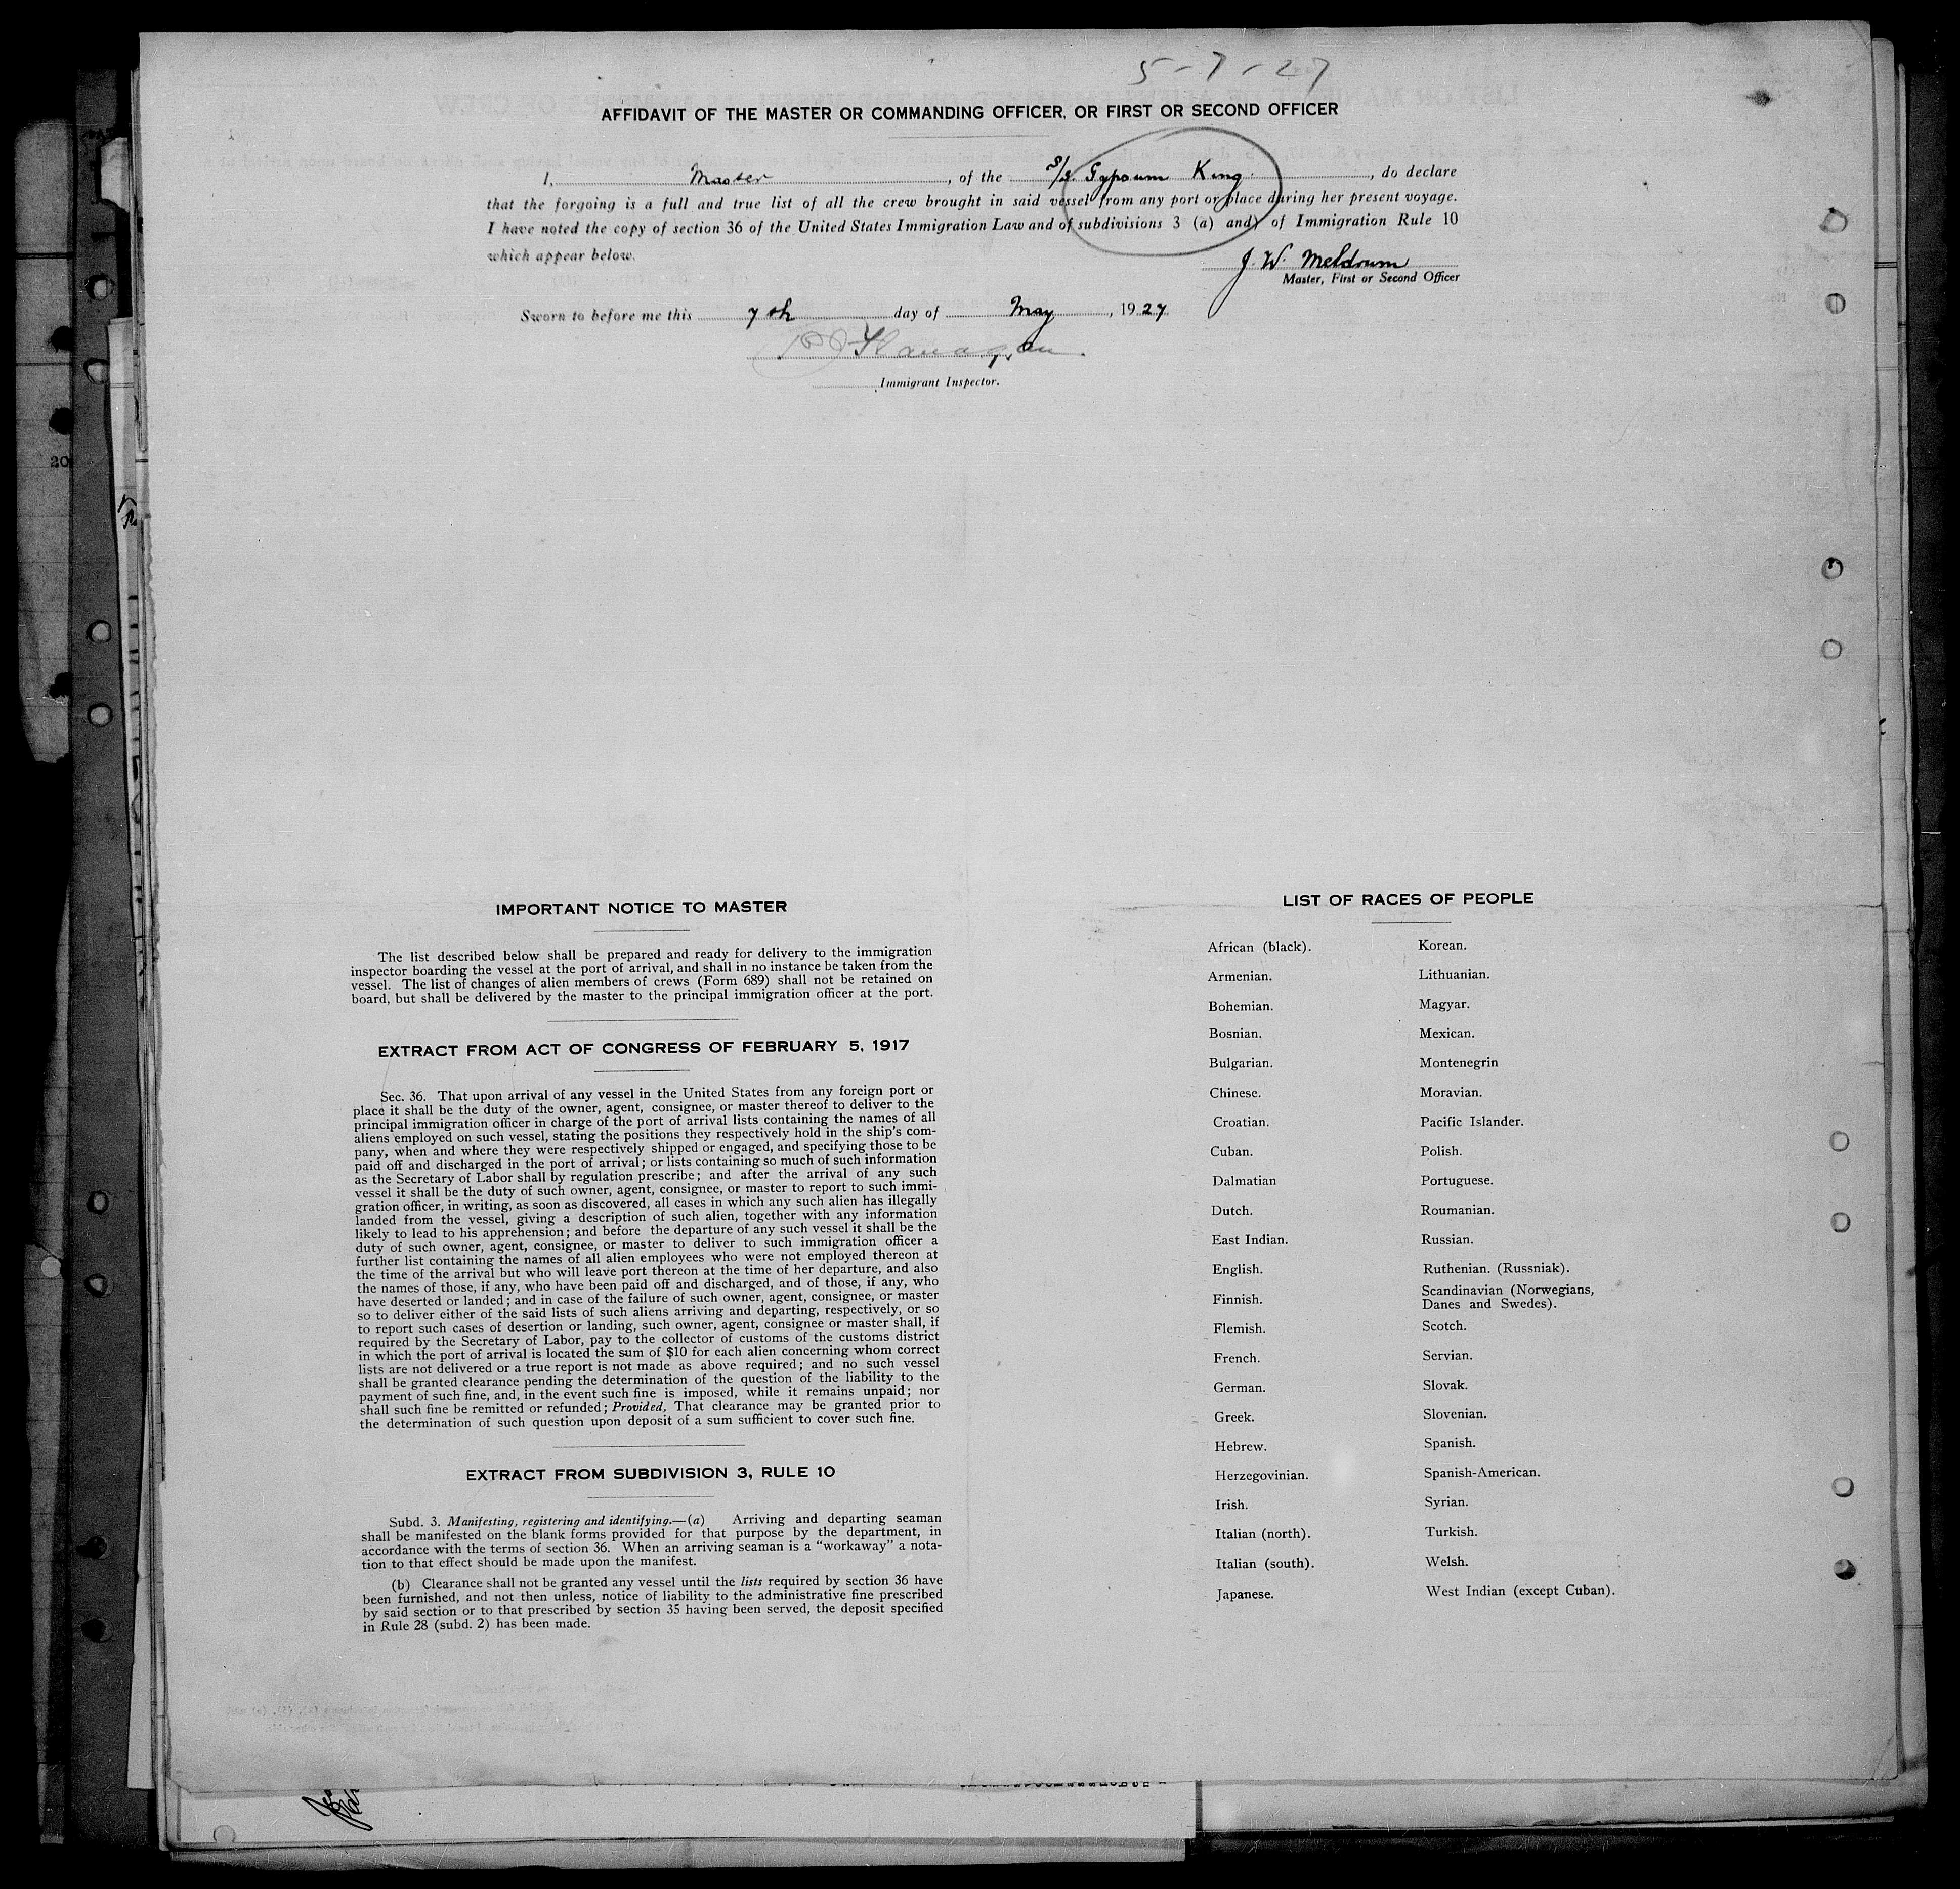 5-7-27
AFFIDAVIT OF THE MASTER OR COMMANDING OFFICER, OR FIRST OR SECOND OFFICER
I, Master, of the S/S. Gypsum King, do declare
that the forgoing is a full and true list of all the crew brought in said vessel from any port or place during her present voyage.
I have noted the copy of section 36 of the United States Immigration Law and of subdivisions 3 (a) and) of Immigration Rule 10
which appear below.
J. W. Meldrum
Master, First or Second Officer
Sworn to before me this 7th day of May, 1927
Flanagan
Immigrant Inspector.
20
IMPORTANT NOTICE TO MASTER
The list described below shall be prepared and ready for delivery to the immigration
inspector boarding the vessel at the port of arrival, and shall in no instance be taken from the
vessel. The list of changes of alien members of crews (Form 689) shall not be retained on
board, but shall be delivered by the master to the principal immigration officer at the port.
EXTRACT FROM ACT OF CONGRESS OF FEBRUARY 5, 1917
Sec. 36. That upon arrival of any vessel in the United States from any foreign port or
place it shall be the duty of the owner, agent, consignee, or master thereof to deliver to the
principal immigration officer in charge of the port of arrival lists containing the names of all
aliens employed on such vessel, stating the positions they respectively hold in the ship's com-
pany, when and where they were respectively shipped or engaged, and specifying those to be
paid off and discharged in the port of arrival; or lists containing so much of such information
as the Secretary of Labor shall by regulation prescribe; and after the arrival of any such
vessel it shall be the duty of such owner, agent, consignee, or master to report to such immi-
gration officer, in writing, as soon as discovered, all cases in which any such alien has illegally
landed from the vessel, giving a description of such alien, together with any information
likely to lead to his apprehension; and before the departure of any such vessel it shall be the
duty of such owner, agent, consignee, or master to deliver to such immigration officer a
further list containing the names of all alien employees who were not employed thereon at
the time of the arrival but who will leave port thereon at the time of her departure, and also
the names of those, if any, who have been paid off and discharged, and of those, if any, who
have deserted or landed; and in case of the failure of such owner, agent, consignee, or master
so to deliver either of the said lists of such aliens arriving and departing, respectively, or so
to report such cases of desertion or landing, such owner, agent, consignee or master shall, if
required by the Secretary of Labor, pay to the collector of customs of the customs district
in which the port of arrival is located the sum of $10 for each alien concerning whom correct
lists are not delivered or a true report is not made as above required; and no such vessel
shall be granted clearance pending the determination of the question of the liability to the
payment of such fine, and, in the event such fine is imposed, while it remains unpaid; nor
shall such fine be remitted or refunded; Provided, That clearance may be granted prior to
the determination of such question upon deposit of a sum sufficient to cover such fine.
EXTRACT FROM SUBDIVISION 3, RULE 10
Subd. 3. Manifesting, registering and identifying.—(a) Arriving and departing seaman
shall be manifested on the blank forms provided for that purpose by the department, in
accordance with the terms of section 36. When an arriving seaman is a "workaway" a nota-
tion to that effect should be made upon the manifest.
(b) Clearance shall not be granted any vessel until the lists required by section 36 have
been furnished, and not then unless, notice of liability to the administrative fine prescribed
by said section or to that prescribed by section 35 having been served, the deposit specified
in Rule 28 (subd. 2) has been made.
LIST OF RACES OF PEOPLE
African (black).
Armenian.
Bohemian.
Bosnian.
Bulgarian.
Chinese.
Croatian.
Cuban.
Dalmatian
Dutch.
East Indian.
English.
Finnish.
Flemish.
French.
German.
Greek.
Hebrew.
Herzegovinian.
Irish.
Italian (north).
Italian (south).
Japanese.
Korean.
Lithuanian.
Magyar.
Mexican.
Montenegrin
Moravian.
Pacific Islander.
Polish.
Portuguese.
Roumanian.
Russian.
Ruthenian. (Russniak).
Scandinavian (Norwegians,
Danes and Swedes).
Scotch.
Servian.
Slovak.
Slovenian.
Spanish.
Spanish-American.
Syrian.
Turkish.
Welsh.
West Indian (except Cuban).